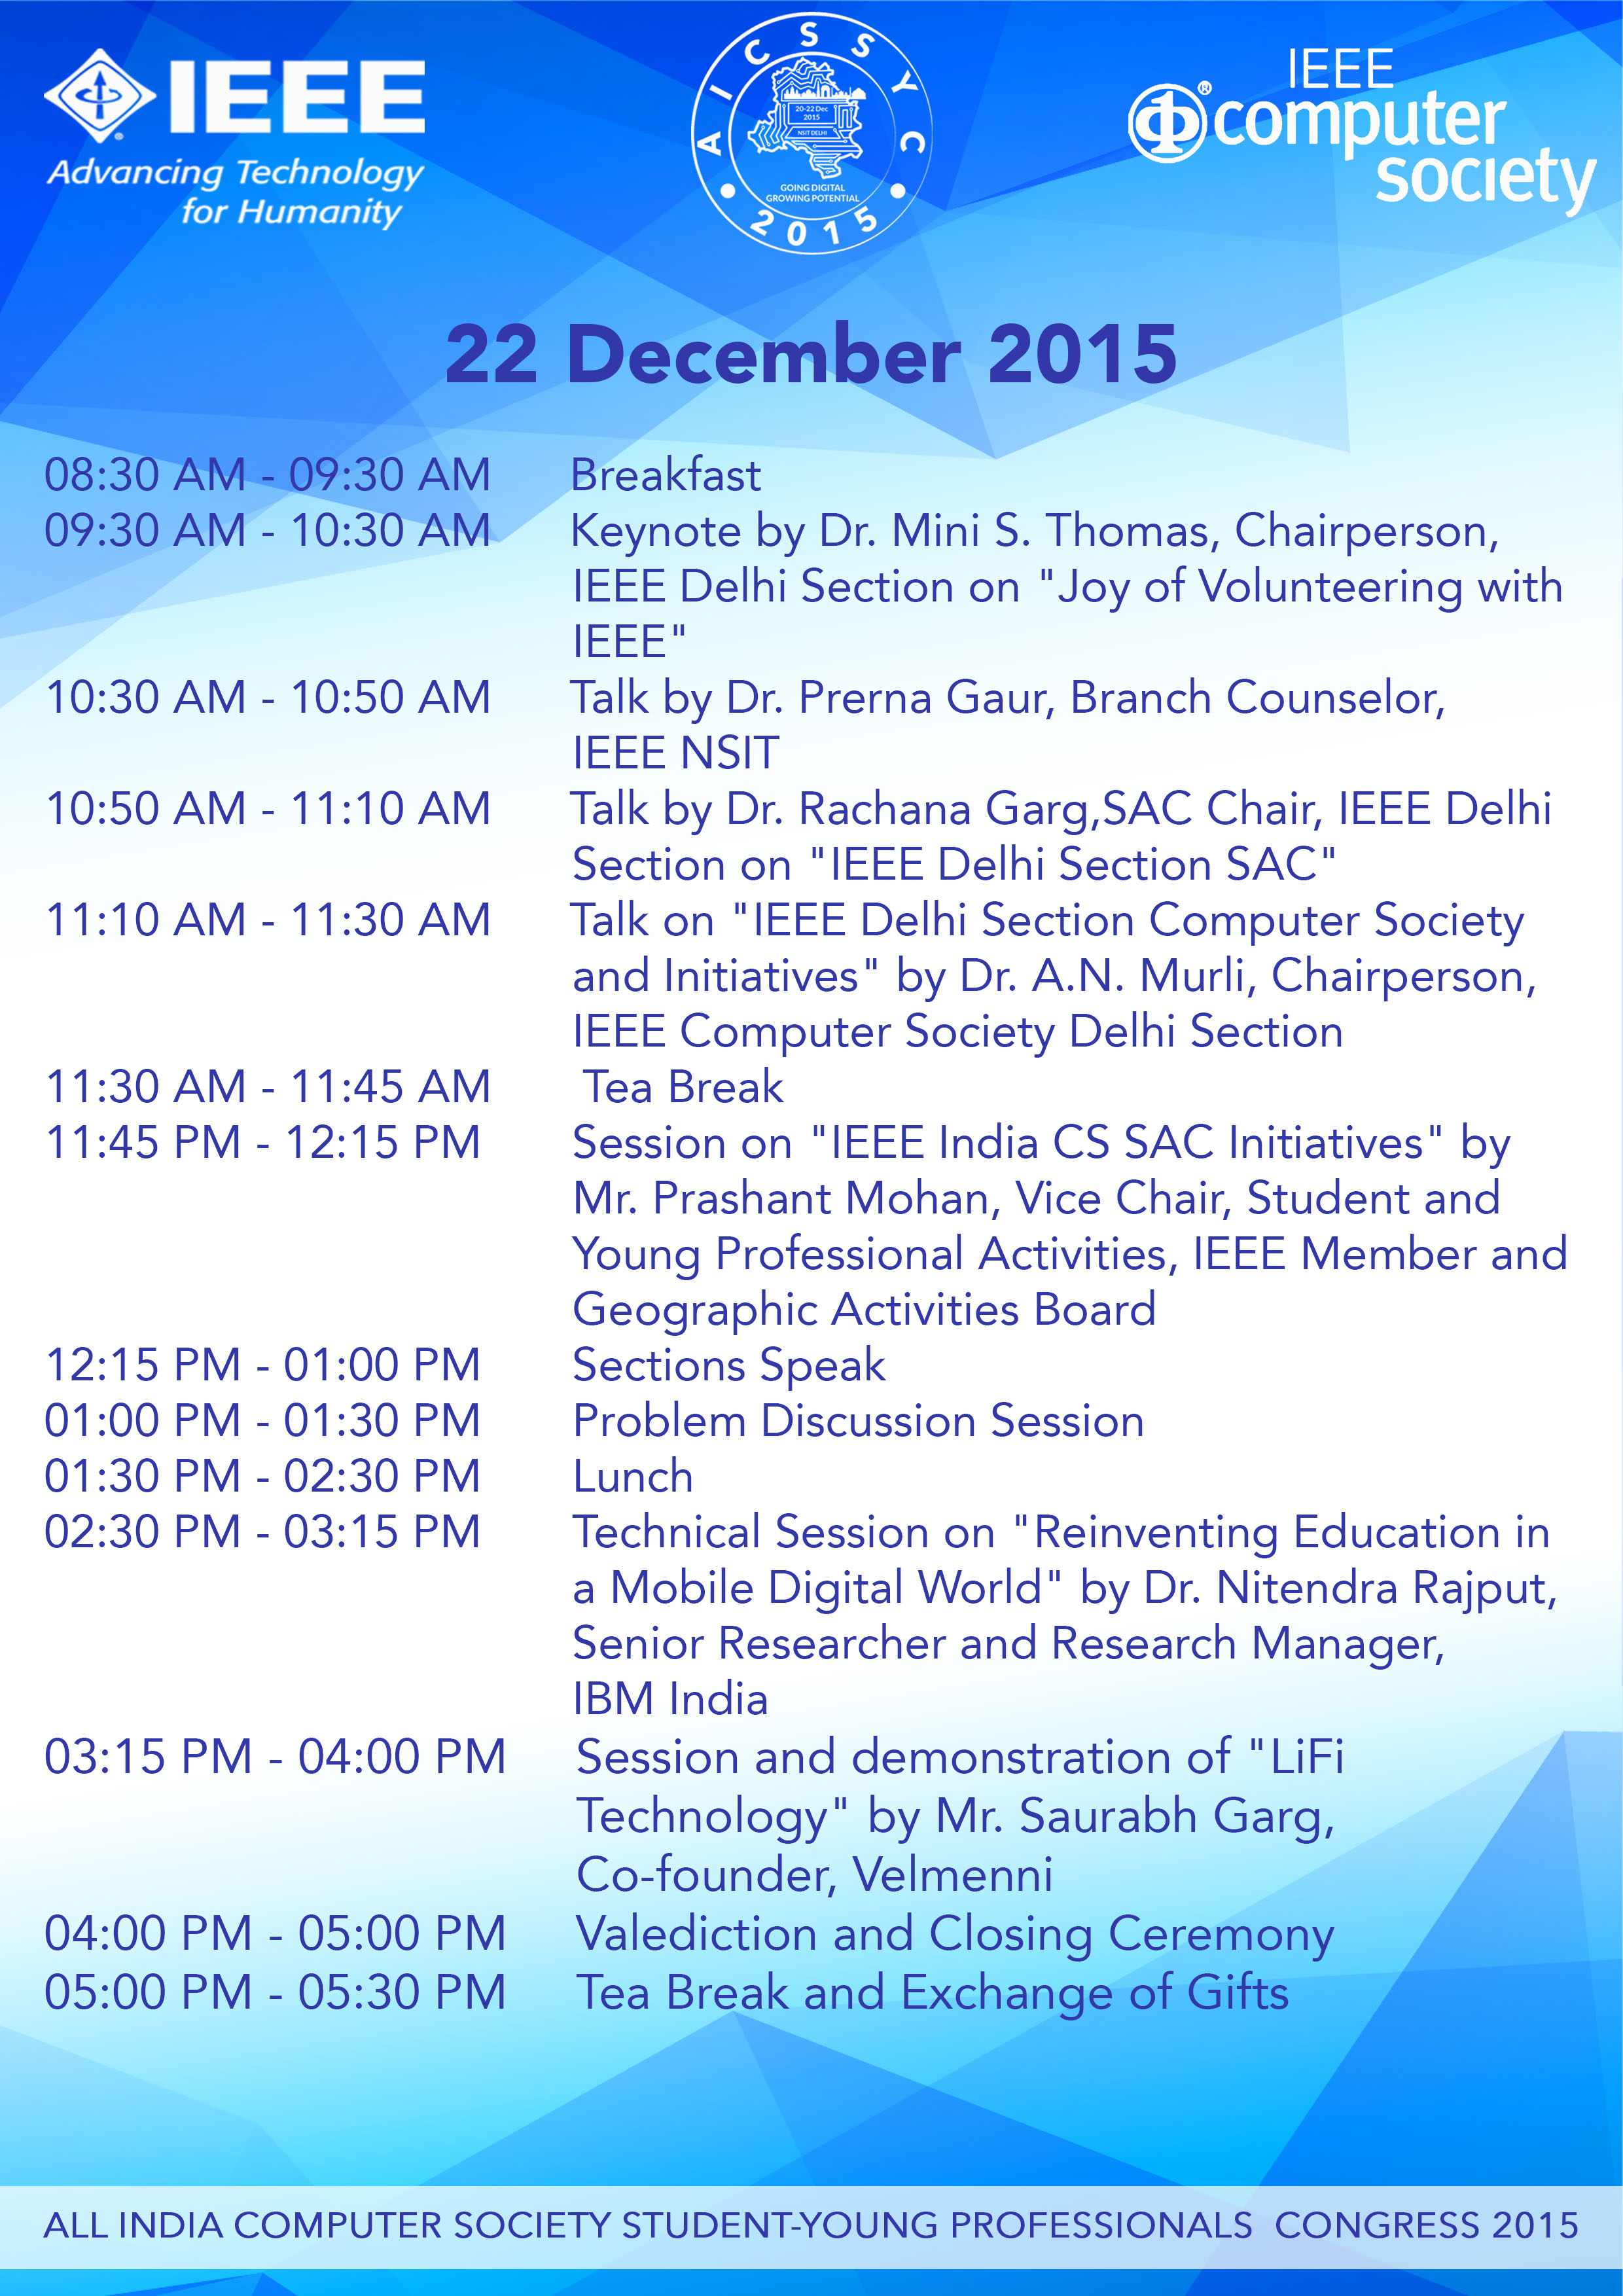 IEEE
Advancing Technology
for Humanity
AICSSYC
20-22 Dec
2015
NSIT DELHI
GOING DIGITAL
GROWING POTENTIAL
2015
IEEE
computer
society
®
22 December 2015
08:30 AM - 09:30 AM Breakfast
09:30 AM - 10:30 AM Keynote by Dr. Mini S. Thomas, Chairperson,
IEEE Delhi Section on "Joy of Volunteering with
IEEE"
10:30 AM - 10:50 AM Talk by Dr. Prerna Gaur, Branch Counselor,
IEEE NSIT
10:50 AM - 11:10 AM Talk by Dr. Rachana Garg,SAC Chair, IEEE Delhi
Section on "IEEE Delhi Section SAC"
11:10 AM - 11:30 AM Talk on "IEEE Delhi Section Computer Society
and Initiatives" by Dr. A.N. Murli, Chairperson,
IEEE Computer Society Delhi Section
11:30 AM - 11:45 AM Tea Break
11:45 PM - 12:15 PM Session on "IEEE India CS SAC Initiatives" by
Mr. Prashant Mohan, Vice Chair, Student and
Young Professional Activities, IEEE Member and
Geographic Activities Board
12:15 PM - 01:00 PM Sections Speak
01:00 PM - 01:30 PM Problem Discussion Session
01:30 PM - 02:30 PM Lunch
02:30 PM - 03:15 PM Technical Session on "Reinventing Education in
a Mobile Digital World" by Dr. Nitendra Rajput,
Senior Researcher and Research Manager,
IBM India
03:15 PM - 04:00 PM Session and demonstration of "LiFi
Technology" by Mr. Saurabh Garg,
Co-founder, Velmenni
04:00 PM - 05:00 PM Valediction and Closing Ceremony
05:00 PM - 05:30 PM Tea Break and Exchange of Gifts
ALL INDIA COMPUTER SOCIETY STUDENT-YOUNG PROFESSIONALS CONGRESS 2015